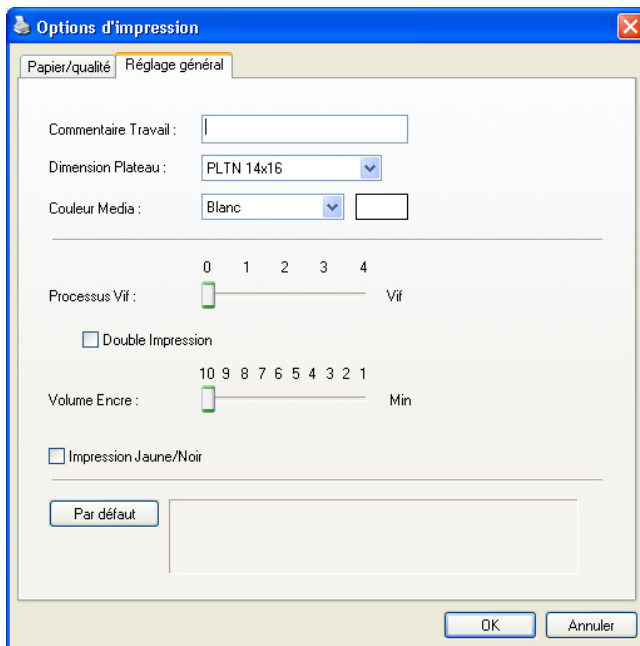 Options d'impression
Papier/qualité Réglage général
Commentaire Travail :
Dimension Plateau : PLTN 14x16
Couleur Media : Blanc
0 1 2 3 4
Processus Vif : Vif
Double Impression
10 9 8 7 6 5 4 3 2 1
Volume Encre : Min
Impression Jaune/Noir
Par défaut
OK Annuler